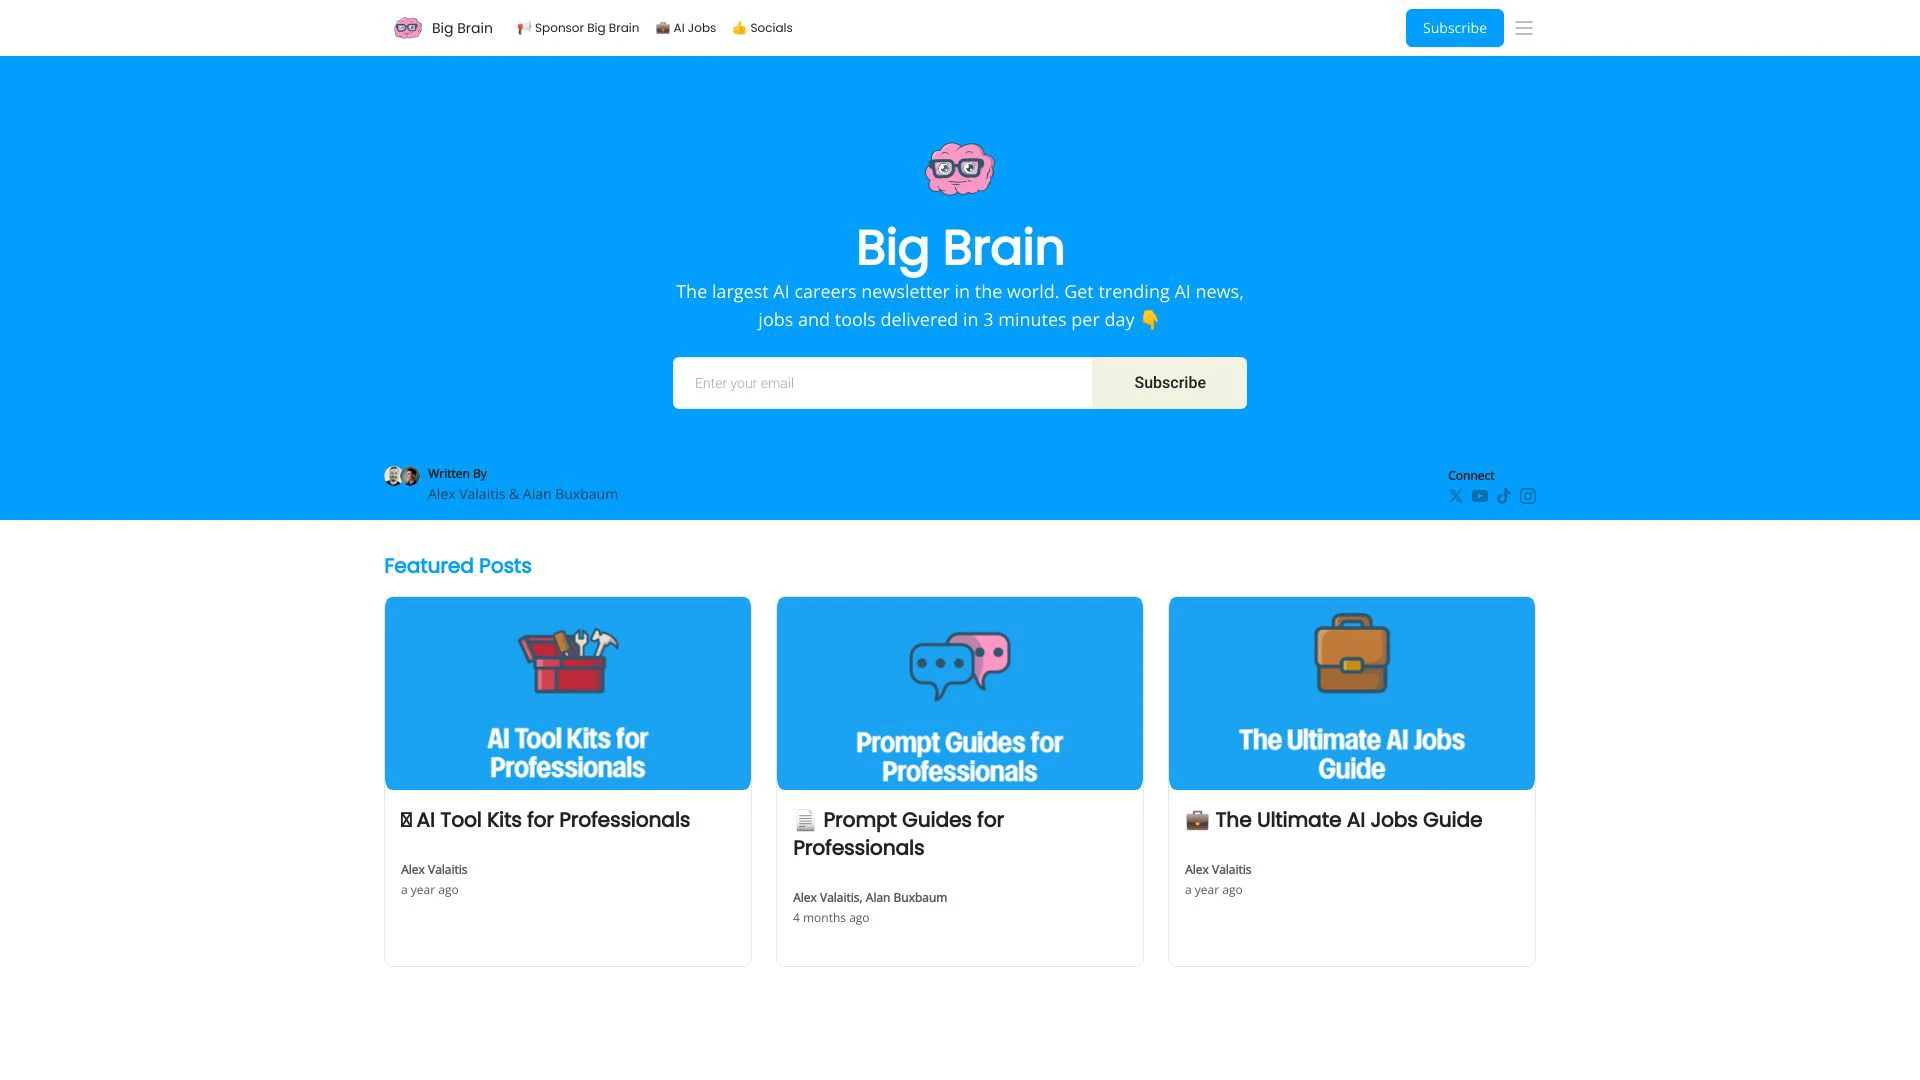 Big Brain
📢 Sponsor Big Brain
💼 AI Jobs
👍 Socials
Subscribe
Big Brain
The largest AI careers newsletter in the world. Get trending AI news,
jobs and tools delivered in 3 minutes per day 👇
Enter your email
Subscribe
Written By
Alex Valaitis & Alan Buxbaum
Connect
Featured Posts
AI Tool Kits for
Professionals
AI Tool Kits for Professionals
Alex Valaitis
a year ago
Prompt Guides for
Professionals
📄 Prompt Guides for
Professionals
Alex Valaitis, Alan Buxbaum
4 months ago
The Ultimate AI Jobs
Guide
💼 The Ultimate AI Jobs Guide
Alex Valaitis
a year ago